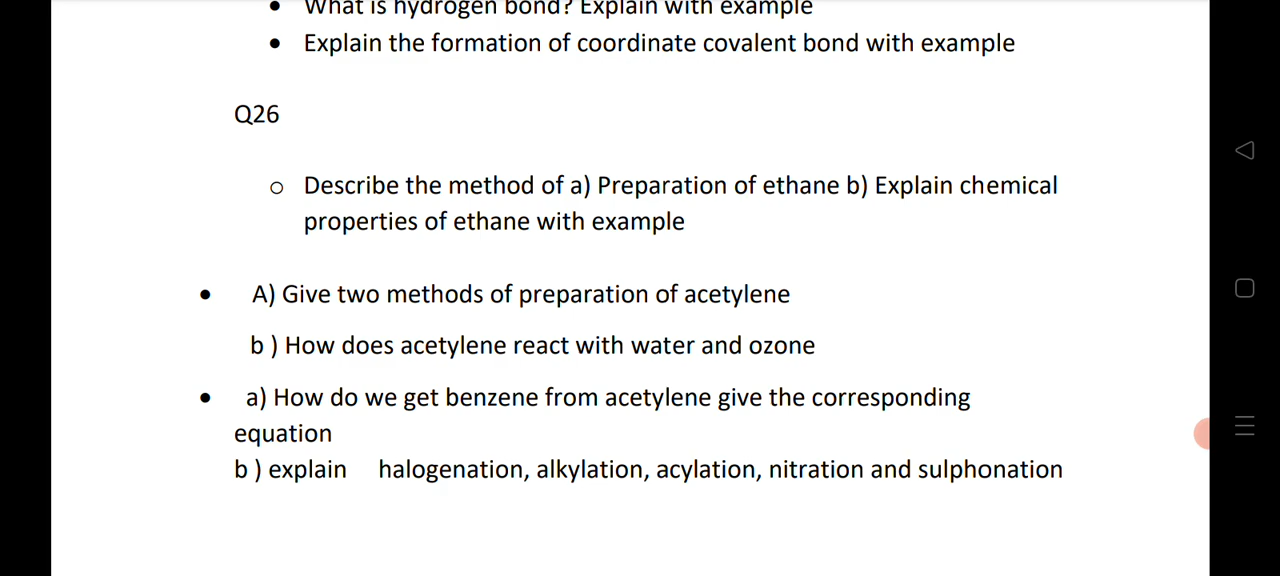 • What is hydrogen bond? Explain with example
• Explain the formation of coordinate covalent bond with example
Q26
o Describe the method of a) Preparation of ethane b) Explain chemical
properties of ethane with example
• A) Give two methods of preparation of acetylene
b ) How does acetylene react with water and ozone
• a) How do we get benzene from acetylene give the corresponding
equation
b ) explain halogenation, alkylation, acylation, nitration and sulphonation